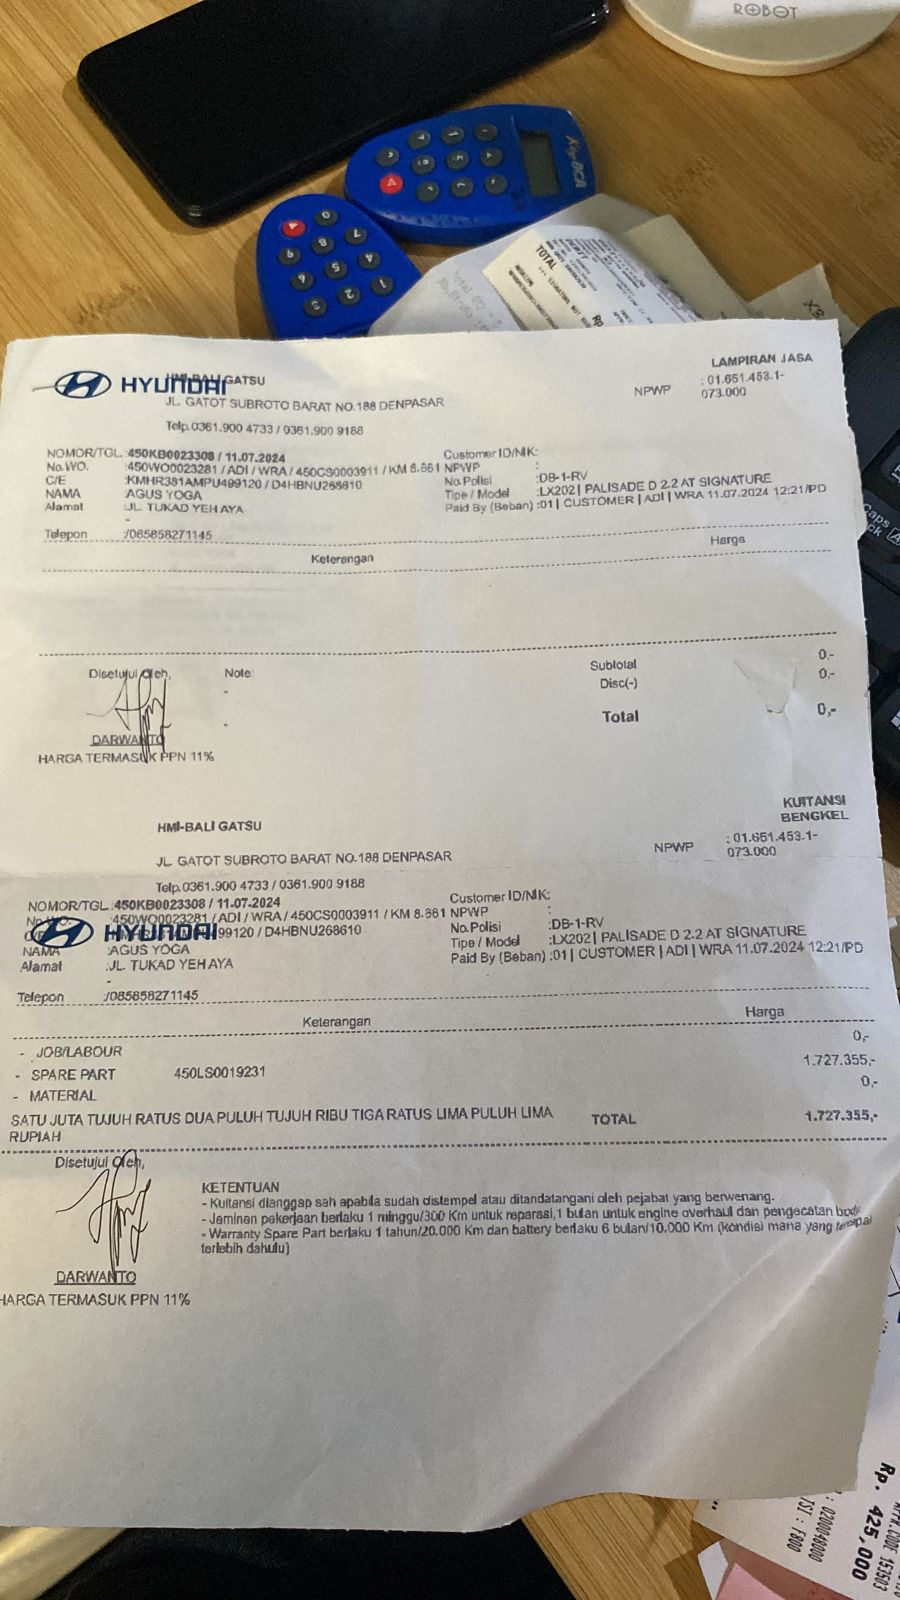 ROBOT
KeyBCA
TOTAL
Rp
LAMPIRAN JASA
HYUNDAI
HMI-BALI GATSU
NPWP : 01.651.453.1-
073.000
JL. GATOT SUBROTO BARAT NO.188 DENPASAR
Telp.0361.900 4733 / 0361.900 9188
NOMOR/TGL. :450KB0023308 / 11.07.2024 Customer ID/NIK:
No.WO. :450WO0023281 / ADI / WRA / 450CS0003911 / KM 8.661 NPWP :
C/E :KMHR381AMPU499120 / D4HBNU268610 No.Polisi :DB-1-RV
NAMA :AGUS YOGA Tipe / Model :LX202| PALISADE D 2.2 AT SIGNATURE
Alamat :JL. TUKAD YEH AYA Paid By (Beban) :01| CUSTOMER | ADI | WRA 11.07.2024 12:21/PD
-
Telepon :/085858271145
Keterangan Harga
Disetujui Oleh, Note: Subtotal 0,-
- Disc(-) 0,-
- Total 0,-
DARWANTO
HARGA TERMASUK PPN 11%
KUITANSI
BENGKEL
HMI-BALI GATSU
NPWP : 01.651.453.1-
073.000
JL. GATOT SUBROTO BARAT NO.188 DENPASAR
Telp.0361.900 4733 / 0361.900 9188
NOMOR/TGL. :450KB0023308 / 11.07.2024 Customer ID/NIK:
:450WO0023281 / ADI / WRA / 450CS0003911 / KM 8.661 NPWP :
HYUNDAI
99120 / D4HBNU268610 No.Polisi :DB-1-RV
NAMA :AGUS YOGA Tipe / Model :LX202| PALISADE D 2.2 AT SIGNATURE
Alamat :JL. TUKAD YEH AYA Paid By (Beban) :01| CUSTOMER | ADI | WRA 11.07.2024 12:21/PD
-
Telepon :/085858271145
Keterangan Harga
- JOB/LABOUR 0,-
- SPARE PART 450LS0019231 1.727.355,-
- MATERIAL 0,-
SATU JUTA TUJUH RATUS DUA PULUH TUJUH RIBU TIGA RATUS LIMA PULUH LIMA TOTAL 1.727.355,-
RUPIAH
Disetujui Oleh,
KETENTUAN
- Kuitansi dianggap sah apabila sudah distempel atau ditandatangani oleh pejabat yang berwenang.
- Jaminan pekerjaan berlaku 1 minggu/300 Km untuk reparasi,1 bulan untuk engine overhaul dan pengecatan body.
- Warranty Spare Part berlaku 1 tahun/20.000 Km dan battery berlaku 6 bulan/10.000 Km (kondisi mana yang tercapai
terlebih dahulu)
DARWANTO
HARGA TERMASUK PPN 11%
Rp. 425,000